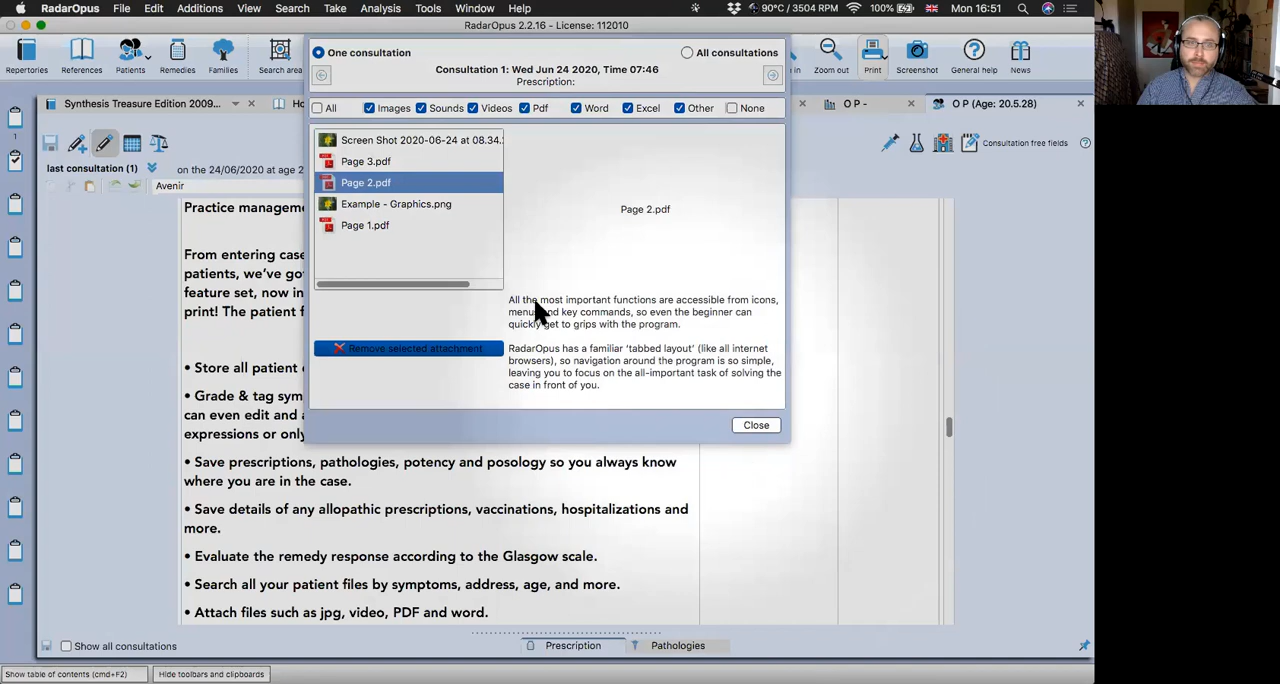 RadarOpus File Edit Additions View Search Take Analysis Tools Window Help
90°C / 3504 RPM 100% Mon 16:51
RadarOpus 2.2.16 - License: 112010
Repertories References Patients Remedies Families Search area
in Zoom out Print Screenshot General help News
One consultation
All consultations
Consultation 1: Wed Jun 24 2020, Time 07:46
Prescription:
All Images Sounds Videos Pdf Word Excel Other None
Synthesis Treasure Edition 2009...
O P -
O P (Age: 20.5.28)
Screen Shot 2020-06-24 at 08.34.
Page 3.pdf
Page 2.pdf
Example - Graphics.png
Page 1.pdf
Page 2.pdf
Consultation free fields
last consultation (1)
on the 24/06/2020 at age 2
Avenir
1
All the most important functions are accessible from icons,
menus and key commands, so even the beginner can
quickly get to grips with the program.
RadarOpus has a familiar 'tabbed layout' (like all internet
browsers), so navigation around the program is so simple,
leaving you to focus on the all-important task of solving the
case in front of you.
Remove selected attachment
Close
Practice manageme
From entering case
patients, we've got
feature set, now in
print! The patient f
• Store all patient
• Grade & tag sym
can even edit and a
expressions or only
• Save prescriptions, pathologies, potency and posology so you always know
where you are in the case.
• Save details of any allopathic prescriptions, vaccinations, hospitalizations and
more.
• Evaluate the remedy response according to the Glasgow scale.
• Search all your patient files by symptoms, address, age, and more.
• Attach files such as jpg, video, PDF and word.
Show all consultations
Prescription
Pathologies
Show table of contents (cmd+F2)
Hide toolbars and clipboards